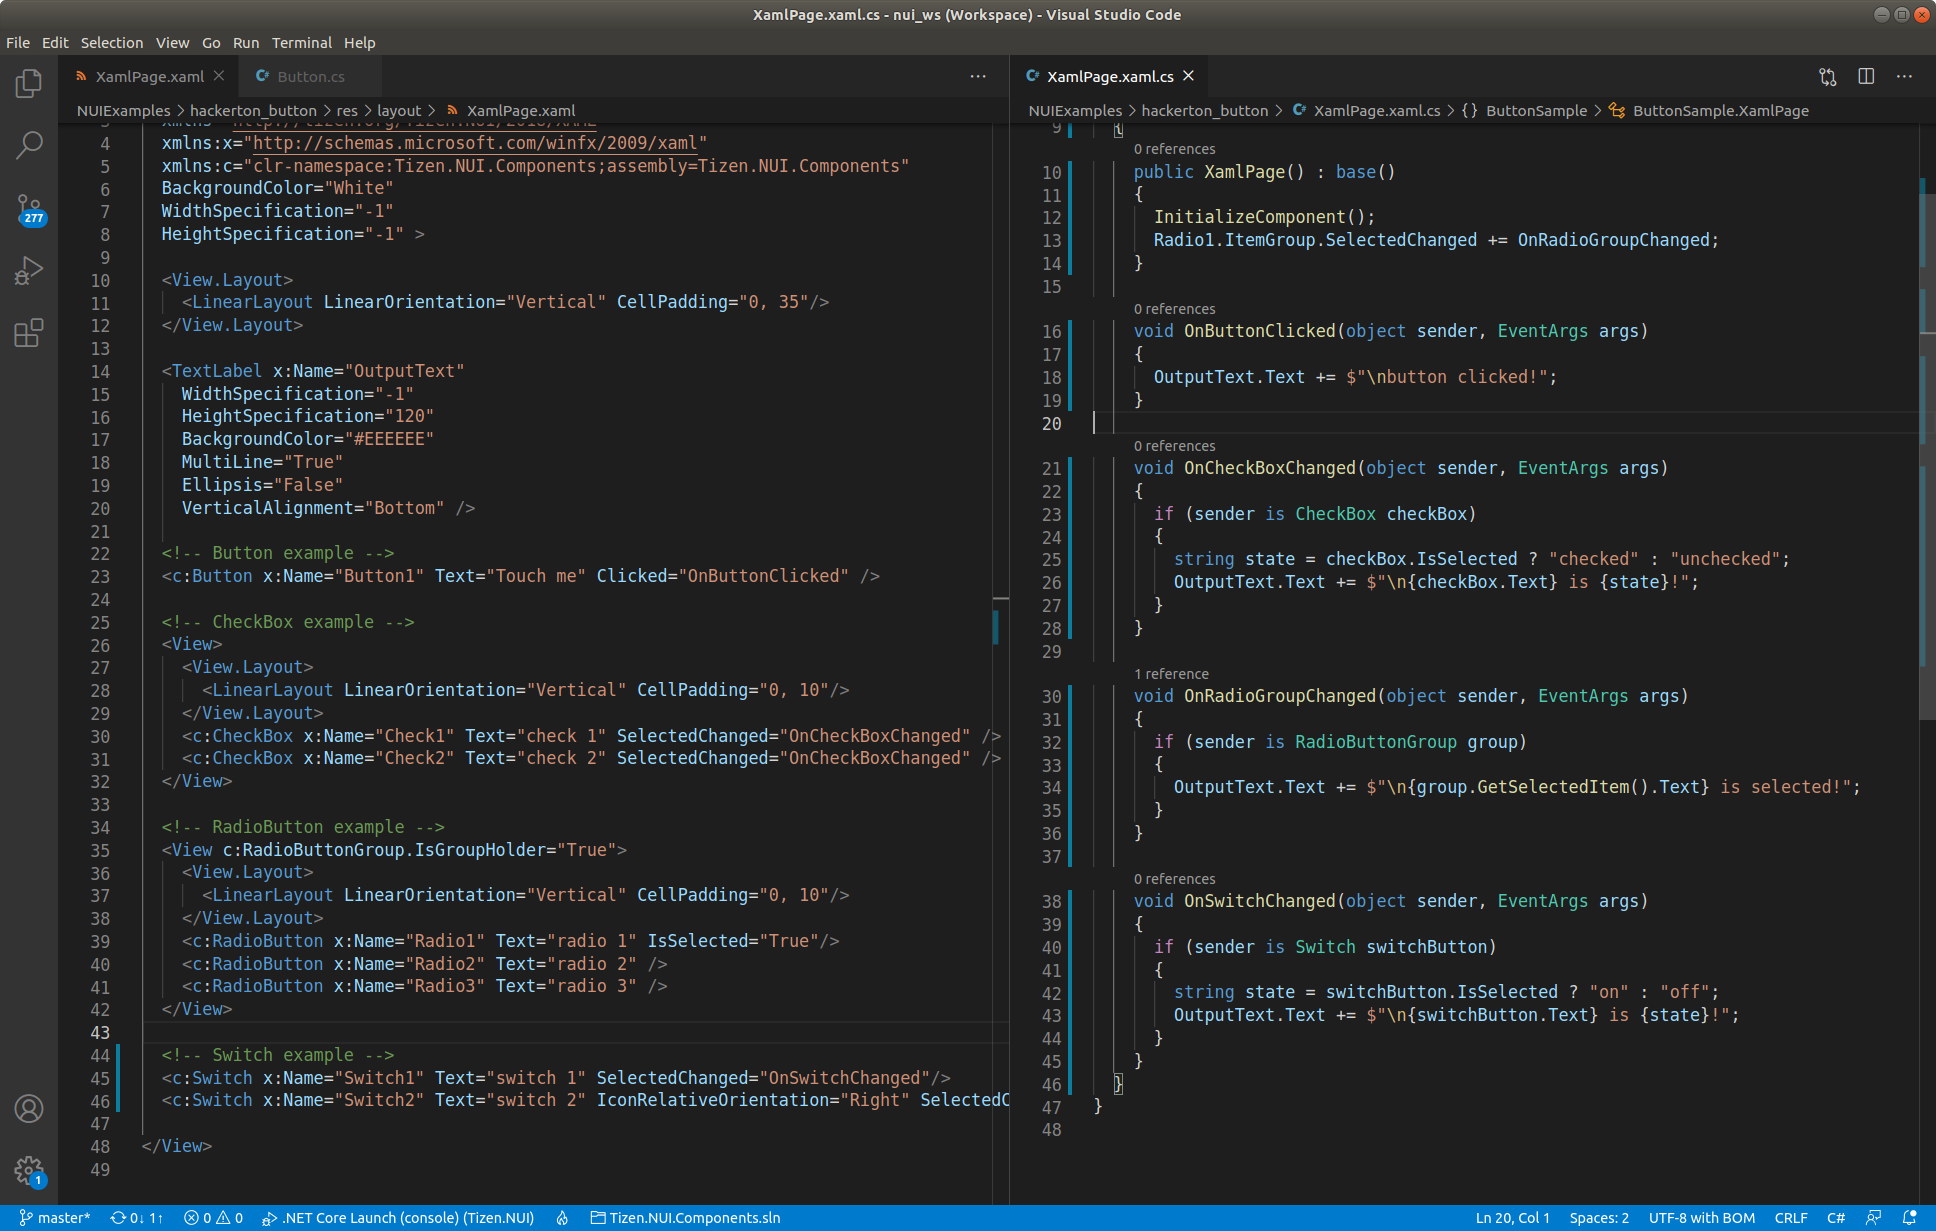 XamlPage.xaml.cs - nui_ws (Workspace) - Visual Studio Code
File Edit Selection View Go Run Terminal Help
XamlPage.xaml
Button.cs
NUIExamples > hackerton_button > res > layout > XamlPage.xaml
4 xmlns:x="http://schemas.microsoft.com/winfx/2009/xaml"
5 xmlns:c="clr-namespace:Tizen.NUI.Components;assembly=Tizen.NUI.Components"
6 BackgroundColor="White"
7 WidthSpecification="-1"
8 HeightSpecification="-1" >
9
10 <View.Layout>
11 <LinearLayout LinearOrientation="Vertical" CellPadding="0, 35"/>
12 </View.Layout>
13
14 <TextLabel x:Name="OutputText"
15 WidthSpecification="-1"
16 HeightSpecification="120"
17 BackgroundColor="#EEEEEE"
18 MultiLine="True"
19 Ellipsis="False"
20 VerticalAlignment="Bottom" />
21
22 <!-- Button example -->
23 <c:Button x:Name="Button1" Text="Touch me" Clicked="OnButtonClicked" />
24
25 <!-- CheckBox example -->
26 <View>
27 <View.Layout>
28 <LinearLayout LinearOrientation="Vertical" CellPadding="0, 10"/>
29 </View.Layout>
30 <c:CheckBox x:Name="Check1" Text="check 1" SelectedChanged="OnCheckBoxChanged" />
31 <c:CheckBox x:Name="Check2" Text="check 2" SelectedChanged="OnCheckBoxChanged" />
32 </View>
33
34 <!-- RadioButton example -->
35 <View c:RadioButtonGroup.IsGroupHolder="True">
36 <View.Layout>
37 <LinearLayout LinearOrientation="Vertical" CellPadding="0, 10"/>
38 </View.Layout>
39 <c:RadioButton x:Name="Radio1" Text="radio 1" IsSelected="True"/>
40 <c:RadioButton x:Name="Radio2" Text="radio 2" />
41 <c:RadioButton x:Name="Radio3" Text="radio 3" />
42 </View>
43
44 <!-- Switch example -->
45 <c:Switch x:Name="Switch1" Text="switch 1" SelectedChanged="OnSwitchChanged"/>
46 <c:Switch x:Name="Switch2" Text="switch 2" IconRelativeOrientation="Right" SelectedC
47
48 </View>
49
XamlPage.xaml.cs
NUIExamples > hackerton_button > XamlPage.xaml.cs > {} ButtonSample > ButtonSample.XamlPage
9 {
0 references
10 public XamlPage() : base()
11 {
12 InitializeComponent();
13 Radio1.ItemGroup.SelectedChanged += OnRadioGroupChanged;
14 }
15
0 references
16 void OnButtonClicked(object sender, EventArgs args)
17 {
18 OutputText.Text += $"\nbutton clicked!";
19 }
20
0 references
21 void OnCheckBoxChanged(object sender, EventArgs args)
22 {
23 if (sender is CheckBox checkBox)
24 {
25 string state = checkBox.IsSelected ? "checked" : "unchecked";
26 OutputText.Text += $"\n{checkBox.Text} is {state}!";
27 }
28 }
29
1 reference
30 void OnRadioGroupChanged(object sender, EventArgs args)
31 {
32 if (sender is RadioButtonGroup group)
33 {
34 OutputText.Text += $"\n{group.GetSelectedItem().Text} is selected!";
35 }
36 }
37
0 references
38 void OnSwitchChanged(object sender, EventArgs args)
39 {
40 if (sender is Switch switchButton)
41 {
42 string state = switchButton.IsSelected ? "on" : "off";
43 OutputText.Text += $"\n{switchButton.Text} is {state}!";
44 }
45 }
46 }
47 }
48
277
1
master* 0↓ 1↑ 0 0 .NET Core Launch (console) (Tizen.NUI) Tizen.NUI.Components.sln Ln 20, Col 1 Spaces: 2 UTF-8 with BOM CRLF C#